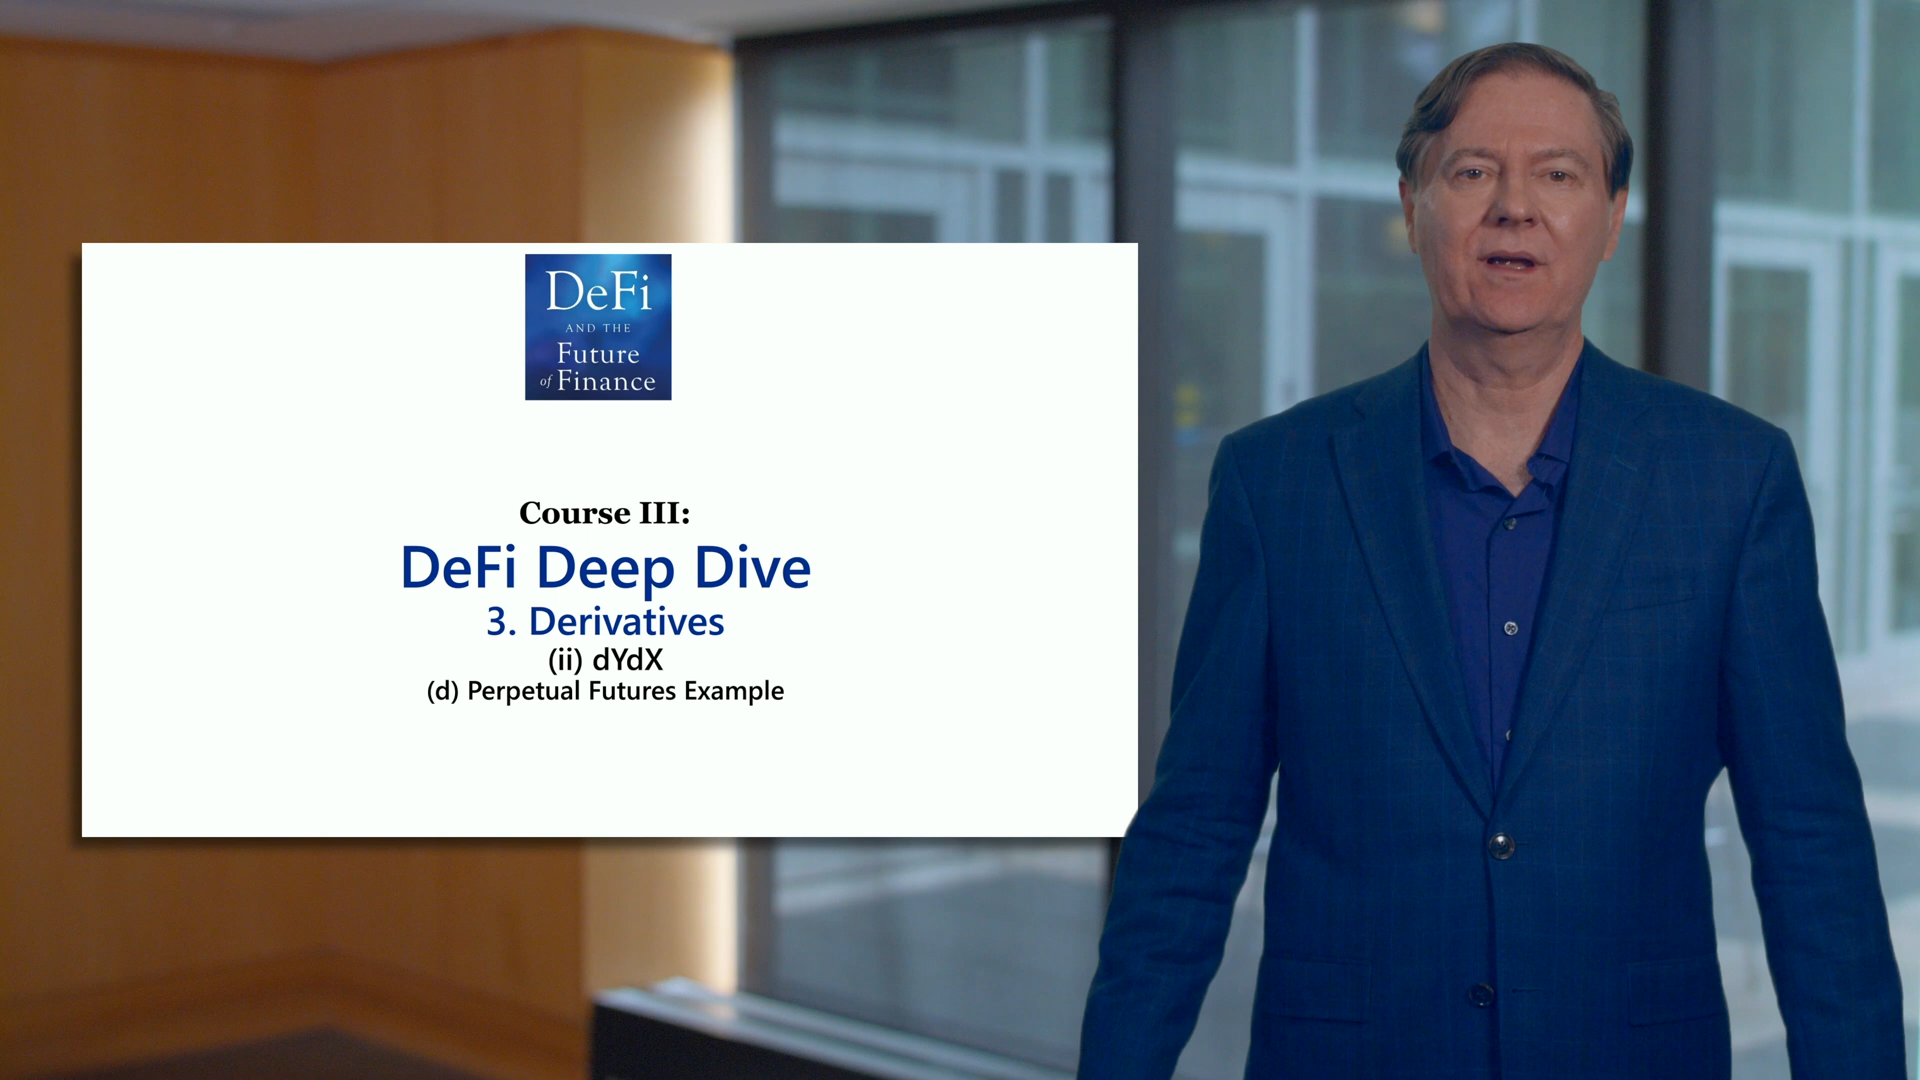 DeFi
AND THE
Future
of Finance
Course III:
DeFi Deep Dive
3. Derivatives
(ii) dYdX
(d) Perpetual Futures Example